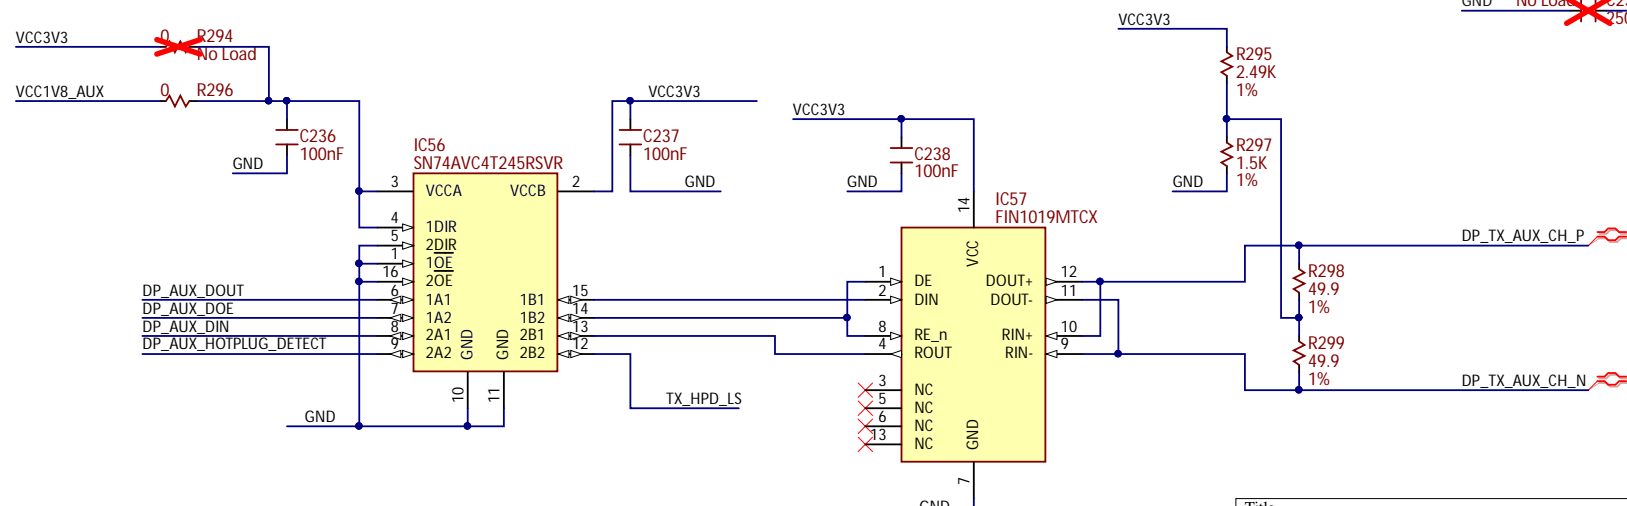 VCC3V3
0
R294
No Load
VCC1V8_AUX
0
R296
C236
100nF
GND
IC56
SN74AVC4T245RSVR
3
VCCA
VCCB
2
4
1DIR
5
2DIR
1
1OE
16
2OE
DP_AUX_DOUT
6
1A1
1B1
15
DP_AUX_DOE
7
1A2
1B2
14
DP_AUX_DIN
8
2A1
2B1
13
DP_AUX_HOTPLUG_DETECT
9
2A2
2B2
12
GND
GND
10
11
GND
TX_HPD_LS
VCC3V3
C237
100nF
GND
VCC3V3
C238
100nF
GND
IC57
FIN1019MTCX
14
VCC
1
DE
DOUT+
12
2
DIN
DOUT-
11
8
RE_n
RIN+
10
4
ROUT
RIN-
9
3
NC
5
NC
6
NC
13
NC
GND
7
GND
VCC3V3
R295
2.49K
1%
R297
1.5K
1%
GND
GND
No Load
DP_TX_AUX_CH_P
R298
49.9
1%
R299
49.9
1%
DP_TX_AUX_CH_N
Title